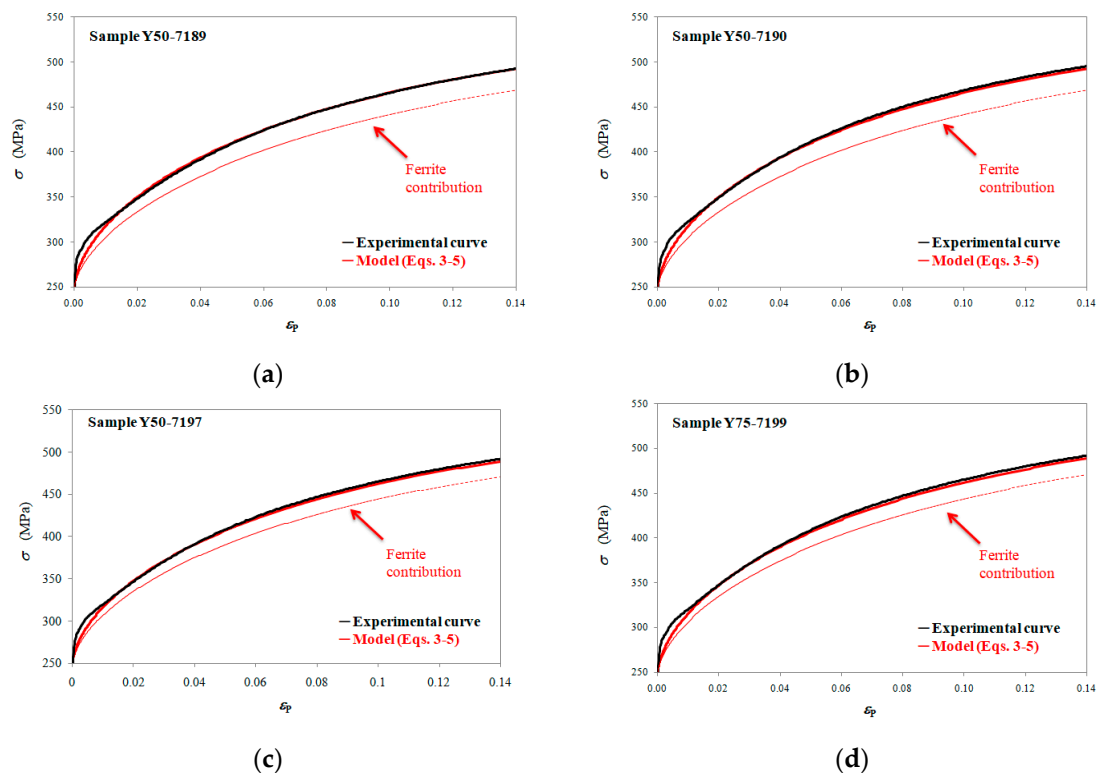 Sample Y50-7189
550
500
450
400
350
300
250
σ (MPa)
Ferrite
contribution
Experimental curve
Model (Eqs. 3-5)
0.00 0.02 0.04 0.06 0.08 0.10 0.12 0.14
εP
(a)
Sample Y50-7190
550
500
450
400
350
300
250
σ (MPa)
Ferrite
contribution
Experimental curve
Model (Eqs. 3-5)
0.00 0.02 0.04 0.06 0.08 0.10 0.12 0.14
εP
(b)
Sample Y50-7197
550
500
450
400
350
300
250
σ (MPa)
Ferrite
contribution
Experimental curve
Model (Eqs. 3-5)
0 0.02 0.04 0.06 0.08 0.1 0.12 0.14
εP
(c)
Sample Y75-7199
550
500
450
400
350
300
250
σ (MPa)
Ferrite
contribution
Experimental curve
Model (Eqs. 3-5)
0.00 0.02 0.04 0.06 0.08 0.10 0.12 0.14
εP
(d)